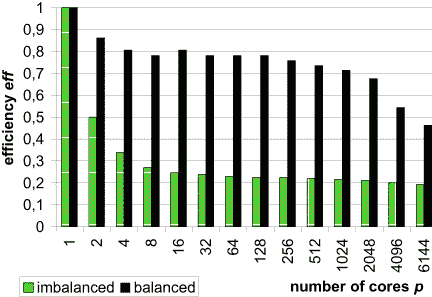 efficiency eff
1
0,9
0,8
0,7
0,6
0,5
0,4
0,3
0,2
0,1
0
1 2 4 8 16 32 64 128 256 512 1024 2048 4096 6144
number of cores p
imbalanced balanced